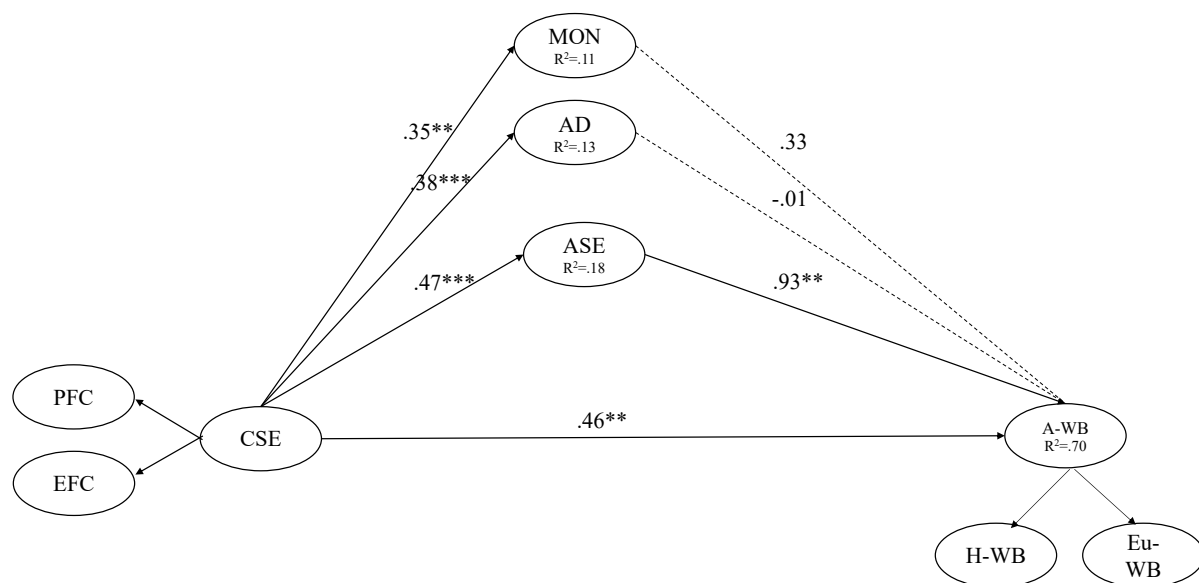 MON
R²=.11
.35**
AD
R²=.13
.33
.38***
-.01
ASE
R²=.18
.47***
.93**
PFC
CSE
.46**
A-WB
R²=.70
EFC
H-WB
Eu-
WB